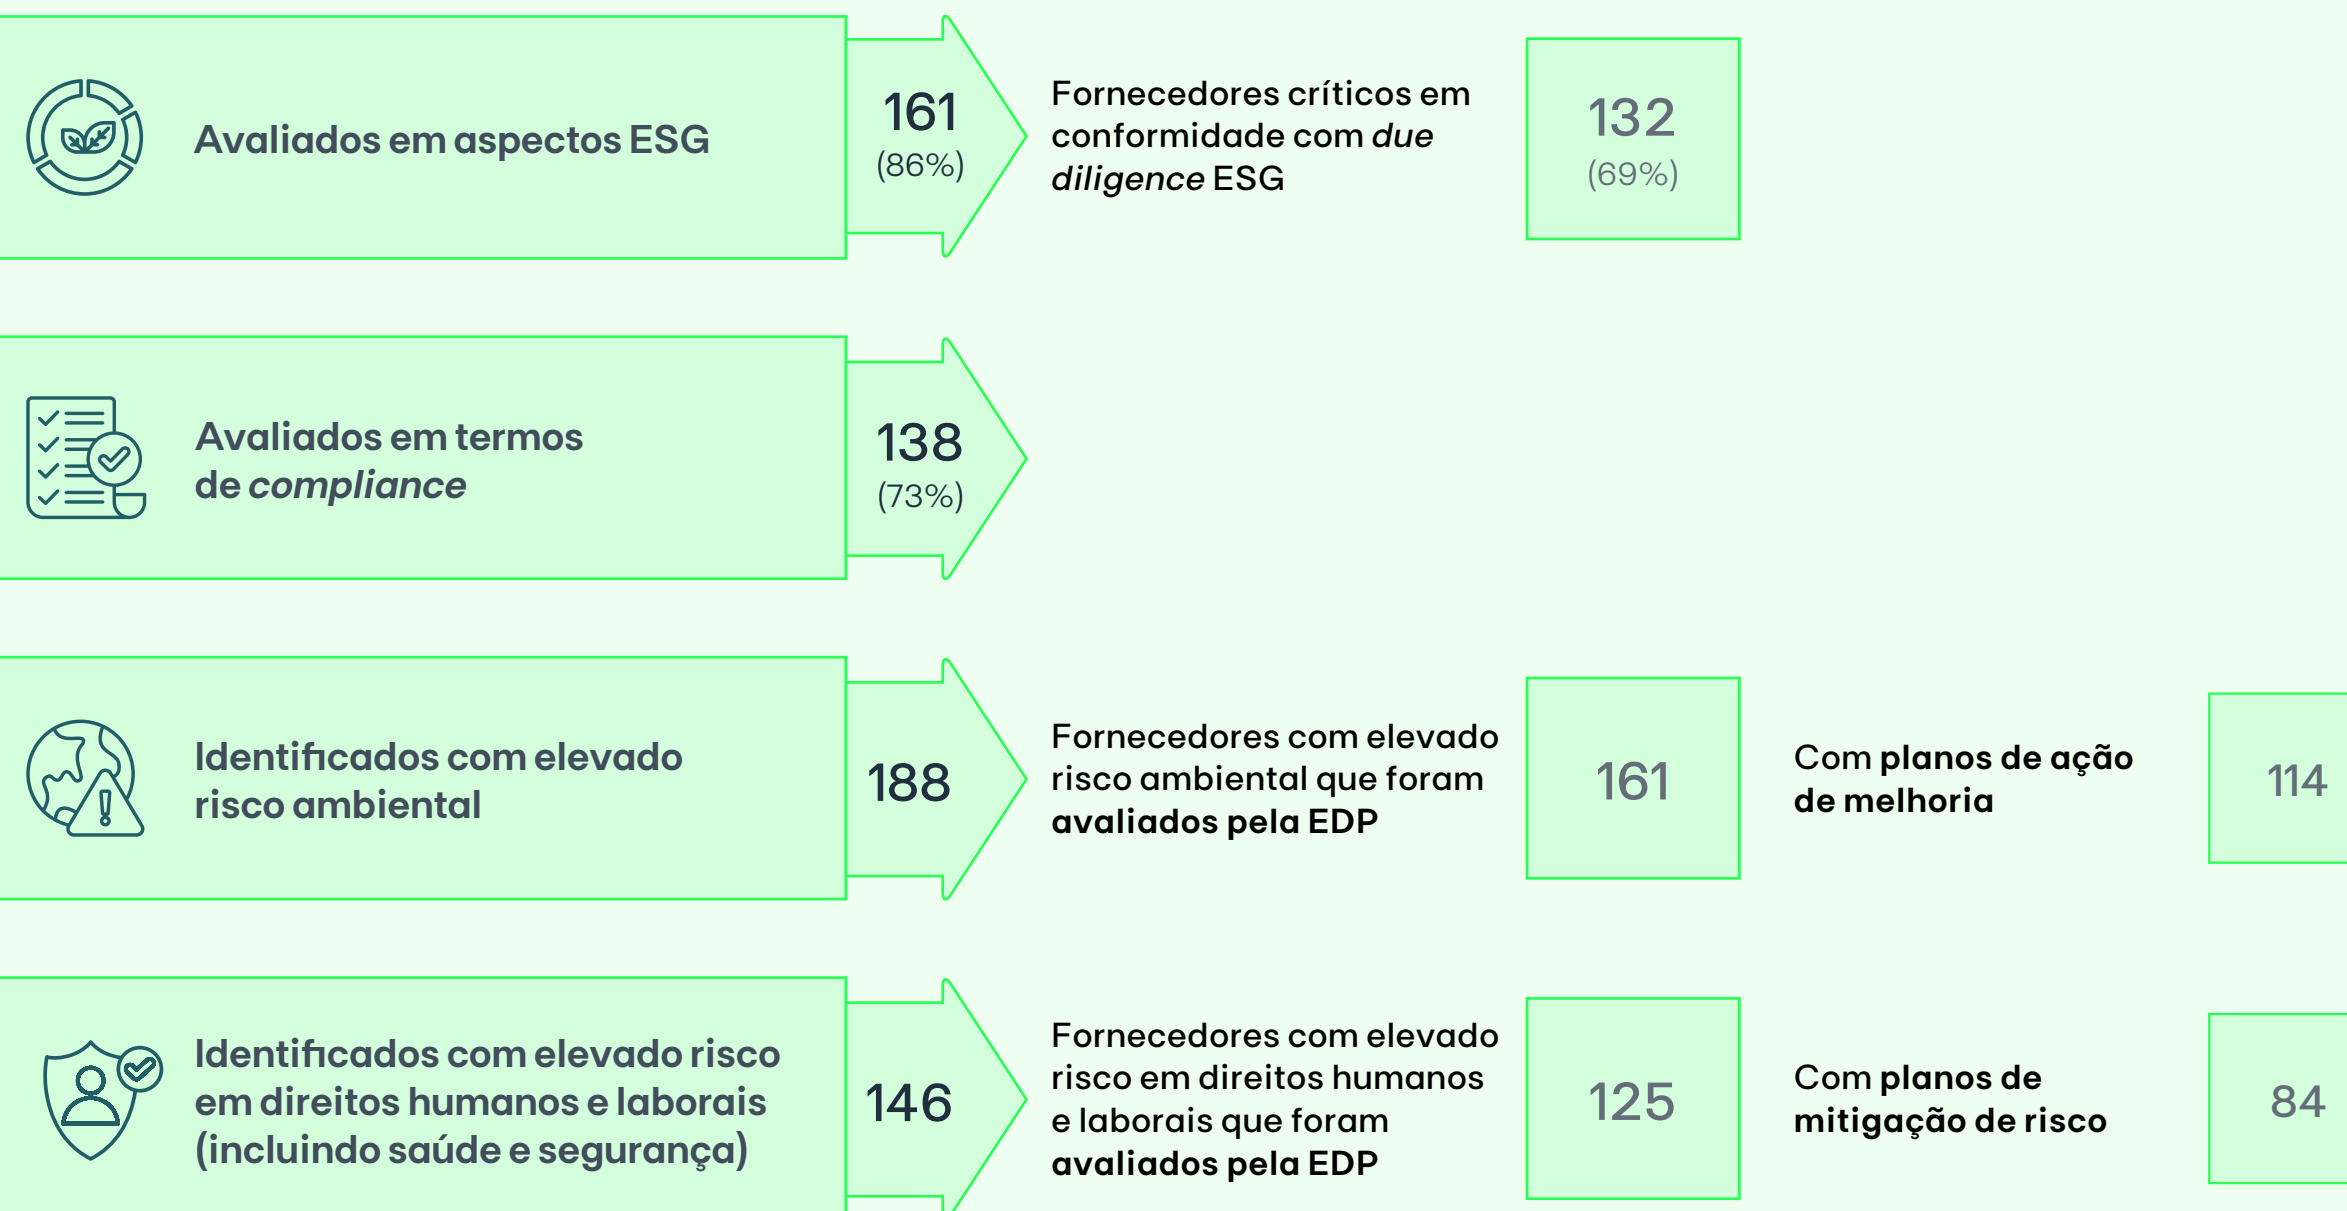 Avaliados em aspectos ESG
161
(86%)
Fornecedores críticos em
conformidade com due
diligence ESG
132
(69%)
Avaliados em termos
de compliance
138
(73%)
Identificados com elevado
risco ambiental
188
Fornecedores com elevado
risco ambiental que foram
avaliados pela EDP
161
Com planos de ação
de melhoria
114
Identificados com elevado risco
em direitos humanos e laborais
(incluindo saúde e segurança)
146
Fornecedores com elevado
risco em direitos humanos
e laborais que foram
avaliados pela EDP
125
Com planos de
mitigação de risco
84